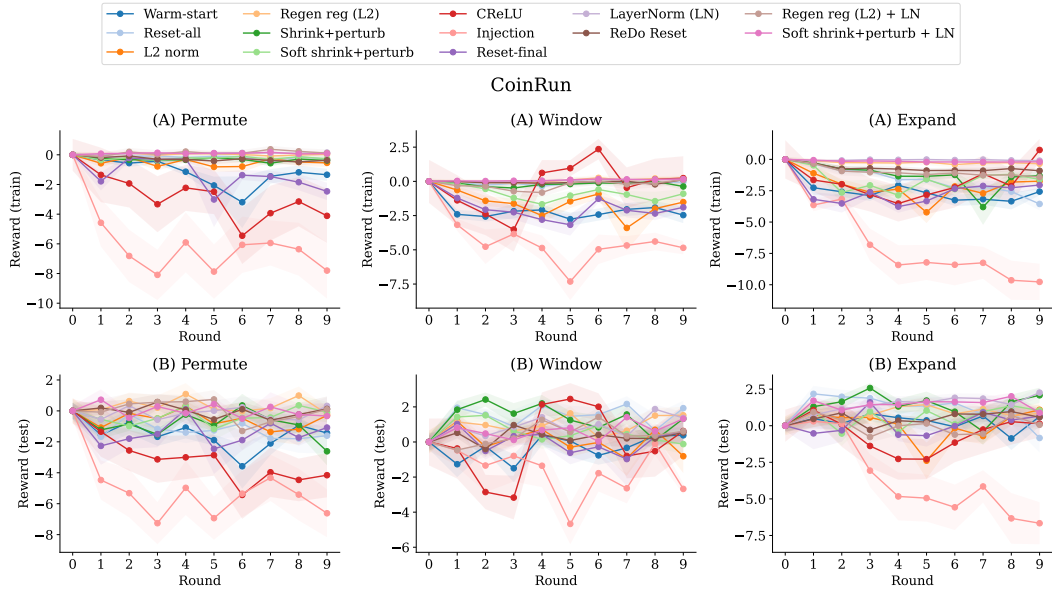 Warm-start Regen reg (L2) CReLU LayerNorm (LN) Regen reg (L2) + LN
Reset-all Shrink+perturb Injection ReDo Reset Soft shrink+perturb + LN
L2 norm Soft shrink+perturb Reset-final
CoinRun
(A) Permute (A) Window (A) Expand
Reward (train)
0
−2
−4
−6
−8
−10
0 1 2 3 4 5 6 7 8 9
Round
Reward (train)
2.5
0.0
−2.5
−5.0
−7.5
0 1 2 3 4 5 6 7 8 9
Round
Reward (train)
0.0
−2.5
−5.0
−7.5
−10.0
0 1 2 3 4 5 6 7 8 9
Round
(B) Permute (B) Window (B) Expand
Reward (test)
2
0
−2
−4
−6
−8
0 1 2 3 4 5 6 7 8 9
Round
Reward (test)
2
0
−2
−4
−6
0 1 2 3 4 5 6 7 8 9
Round
Reward (test)
2.5
0.0
−2.5
−5.0
−7.5
0 1 2 3 4 5 6 7 8 9
Round